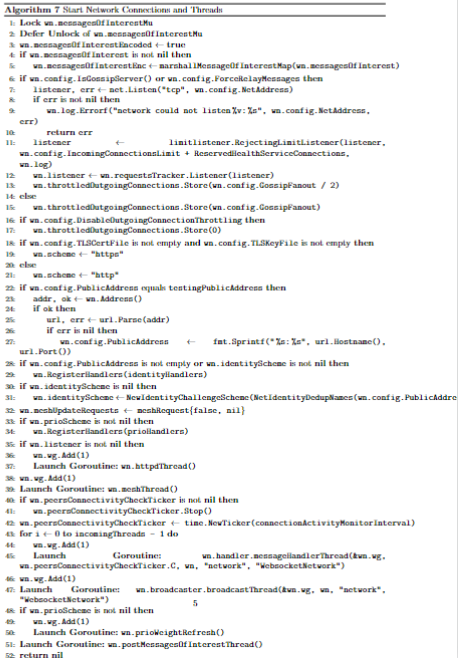 Algorithm 7 Start Network Connections and Threads
1: Lock wn.messagesOfInterestMu
2: Defer Unlock of wn.messagesOfInterestMu
3: wn.messagesOfInterestEncoded ← true
4: if wn.messagesOfInterest is not nil then
5: wn.messagesOfInterestEnc ← marshallMessageOfInterestMap(wn.messagesOfInterest)
6: if wn.config.IsGossipServer() or wn.config.ForceRelayMessages then
7: listener, err ← net.Listen("tcp", wn.config.NetAddress)
8: if err is not nil then
9: wn.log.Errorf("network could not listen %v: %s", wn.config.NetAddress,
err)
10: return err
11: listener ← limitlistener.RejectingLimitListener(listener,
wn.config.IncomingConnectionsLimit + ReservedHealthServiceConnections,
wn.log)
12: wn.listener ← wn.requestsTracker.Listener(listener)
13: wn.throttledOutgoingConnections.Store(wn.config.GossipFanout / 2)
14: else
15: wn.throttledOutgoingConnections.Store(wn.config.GossipFanout)
16: if wn.config.DisableOutgoingConnectionThrottling then
17: wn.throttledOutgoingConnections.Store(0)
18: if wn.config.TLSCertFile is not empty and wn.config.TLSKeyFile is not empty then
19: wn.scheme ← "https"
20: else
21: wn.scheme ← "http"
22: if wn.config.PublicAddress equals testingPublicAddress then
23: addr, ok ← wn.Address()
24: if ok then
25: url, err ← url.Parse(addr)
26: if err is nil then
27: wn.config.PublicAddress ← fmt.Sprintf("%s:%s", url.Hostname(),
url.Port())
28: if wn.config.PublicAddress is not empty or wn.identityScheme is not nil then
29: wn.RegisterHandlers(identityHandlers)
30: if wn.identityScheme is nil then
31: wn.identityScheme ← NewIdentityChallengeScheme(NetIdentityDedupNames(wn.config.PublicAddre
32: wn.meshUpdateRequests ← meshRequest{false, nil}
33: if wn.prioScheme is not nil then
34: wn.RegisterHandlers(prioHandlers)
35: if wn.listener is not nil then
36: wn.wg.Add(1)
37: Launch Goroutine: wn.httpdThread()
38: wn.wg.Add(1)
39: Launch Goroutine: wn.meshThread()
40: if wn.peersConnectivityCheckTicker is not nil then
41: wn.peersConnectivityCheckTicker.Stop()
42: wn.peersConnectivityCheckTicker ← time.NewTicker(connectionActivityMonitorInterval)
43: for i ← 0 to incomingThreads − 1 do
44: wn.wg.Add(1)
45: Launch Goroutine: wn.handler.messageHandlerThread(&wn.wg,
wn.peersConnectivityCheckTicker.C, wn, "network", "WebsocketNetwork")
46: wn.wg.Add(1)
47: Launch Goroutine: wn.broadcaster.broadcastThread(&wn.wg, wn, "network",
"WebsocketNetwork")
5
48: if wn.prioScheme is not nil then
49: wn.wg.Add(1)
50: Launch Goroutine: wn.prioWeightRefresh()
51: Launch Goroutine: wn.postMessagesOfInterestThread()
52: return nil